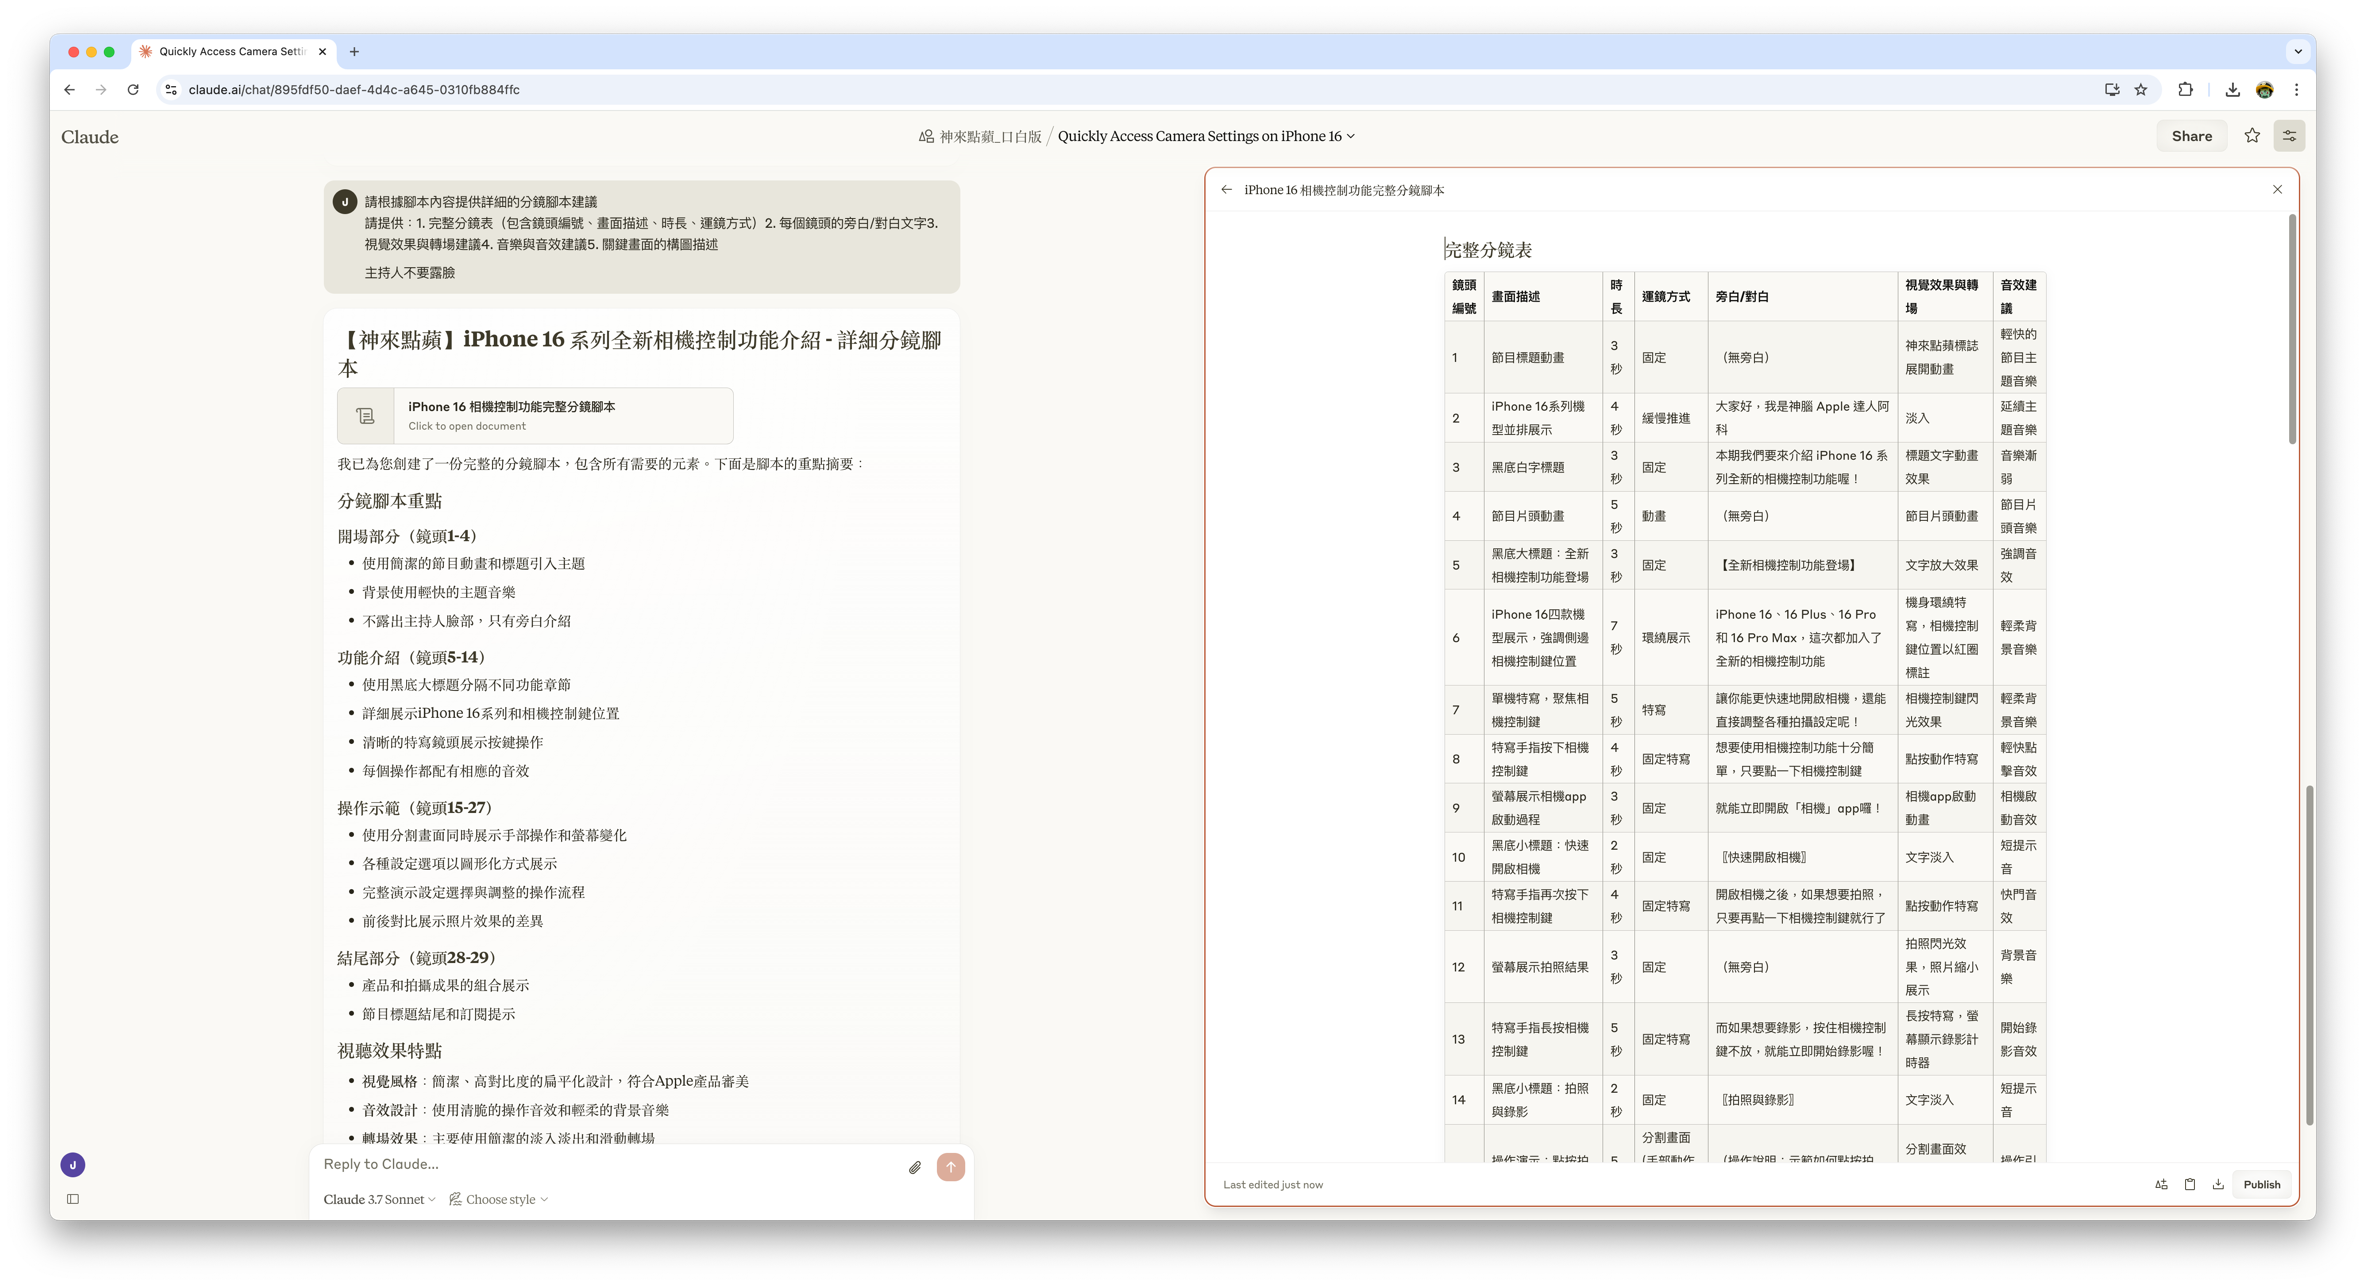 Quickly Access Camera Settin
claude.ai/chat/895fdf50-daef-4d4c-a645-0310fb884ffc
Claude
神來點蘋_口白版 / Quickly Access Camera Settings on iPhone 16
Share
J
請根據腳本內容提供詳細的分鏡腳本建議
請提供：1. 完整分鏡表（包含鏡頭編號、畫面描述、時長、運鏡方式）2. 每個鏡頭的旁白/對白文字3.
視覺效果與轉場建議4. 音樂與音效建議5. 關鍵畫面的構圖描述
主持人不要露臉
【神來點蘋】iPhone 16 系列全新相機控制功能介紹 - 詳細分鏡腳
本
iPhone 16 相機控制功能完整分鏡腳本
Click to open document
我已為您創建了一份完整的分鏡腳本，包含所有需要的元素。下面是腳本的重點摘要：
分鏡腳本重點
開場部分（鏡頭1-4）
使用簡潔的節目動畫和標題引入主題
背景使用輕快的主題音樂
不露出主持人臉部，只有旁白介紹
功能介紹（鏡頭5-14）
使用黑底大標題分隔不同功能章節
詳細展示iPhone 16系列和相機控制鍵位置
清晰的特寫鏡頭展示按鍵操作
每個操作都配有相應的音效
操作示範（鏡頭15-27）
使用分割畫面同時展示手部操作和螢幕變化
各種設定選項以圖形化方式展示
完整演示設定選擇與調整的操作流程
前後對比展示照片效果的差異
結尾部分（鏡頭28-29）
產品和拍攝成果的組合展示
節目標題結尾和訂閱提示
視聽效果特點
視覺風格：簡潔、高對比度的扁平化設計，符合Apple產品審美
音效設計：使用清脆的操作音效和輕柔的背景音樂
轉場效果：主要使用簡潔的淡入淡出和滑動轉場
Reply to Claude...
Claude 3.7 Sonnet
Choose style
J
iPhone 16 相機控制功能完整分鏡腳本
完整分鏡表
鏡頭
編號
畫面描述
時
長
運鏡方式
旁白/對白
視覺效果與轉
場
音效建
議
1
節目標題動畫
3
秒
固定
（無旁白）
神來點蘋標誌
展開動畫
輕快的
節目主
題音樂
2
iPhone 16系列機
型並排展示
4
秒
緩慢推進
大家好，我是神腦 Apple 達人阿
科
淡入
延續主
題音樂
3
黑底白字標題
3
秒
固定
本期我們要來介紹 iPhone 16 系
列全新的相機控制功能喔！
標題文字動畫
效果
音樂漸
弱
4
節目片頭動畫
5
秒
動畫
（無旁白）
節目片頭動畫
節目片
頭音樂
5
黑底大標題：全新
相機控制功能登場
3
秒
固定
【全新相機控制功能登場】
文字放大效果
強調音
效
6
iPhone 16四款機
型展示，強調側邊
相機控制鍵位置
7
秒
環繞展示
iPhone 16、16 Plus、16 Pro
和 16 Pro Max，這次都加入了
全新的相機控制功能
機身環繞特
寫，相機控制
鍵位置以紅圈
標註
輕柔背
景音樂
7
單機特寫，聚焦相
機控制鍵
5
秒
特寫
讓你能更快速地開啟相機，還能
直接調整各種拍攝設定呢！
相機控制鍵閃
光效果
輕柔背
景音樂
8
特寫手指按下相機
控制鍵
4
秒
固定特寫
想要使用相機控制功能十分簡
單，只要點一下相機控制鍵
點按動作特寫
輕快點
擊音效
9
螢幕展示相機app
啟動過程
3
秒
固定
就能立即開啟「相機」app囉！
相機app啟動
動畫
相機啟
動音效
10
黑底小標題：快速
開啟相機
2
秒
固定
〖快速開啟相機〗
文字淡入
短提示
音
11
特寫手指再次按下
相機控制鍵
4
秒
固定特寫
開啟相機之後，如果想要拍照，
只要再點一下相機控制鍵就行了
點按動作特寫
快門音
效
12
螢幕展示拍照結果
3
秒
固定
（無旁白）
拍照閃光效
果，照片縮小
展示
背景音
樂
13
特寫手指長按相機
控制鍵
5
秒
固定特寫
而如果想要錄影，按住相機控制
鍵不放，就能立即開始錄影喔！
長按特寫，螢
幕顯示錄影計
時器
開始錄
影音效
14
黑底小標題：拍照
與錄影
2
秒
固定
〖拍照與錄影〗
文字淡入
短提示
音
操作演示：點按拍
5
分割畫面
(手部動作
（操作說明：示範如何點按拍
分割畫面效
操作引
Last edited just now
Publish